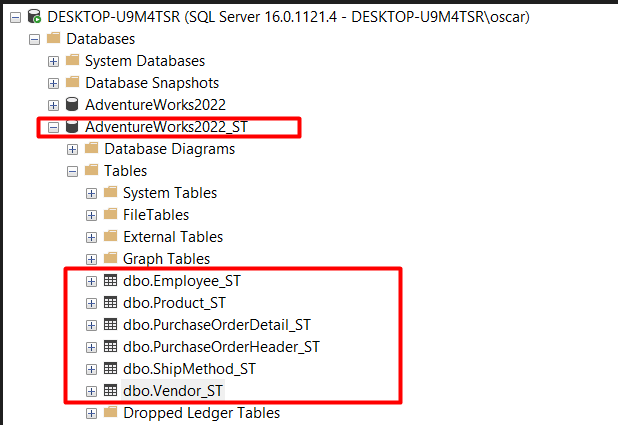 DESKTOP-U9M4TSR (SQL Server 16.0.1121.4 - DESKTOP-U9M4TSR\oscar)
Databases
System Databases
Database Snapshots
AdventureWorks2022
AdventureWorks2022_ST
Database Diagrams
Tables
System Tables
FileTables
External Tables
Graph Tables
dbo.Employee_ST
dbo.Product_ST
dbo.PurchaseOrderDetail_ST
dbo.PurchaseOrderHeader_ST
dbo.ShipMethod_ST
dbo.Vendor_ST
Dropped Ledger Tables